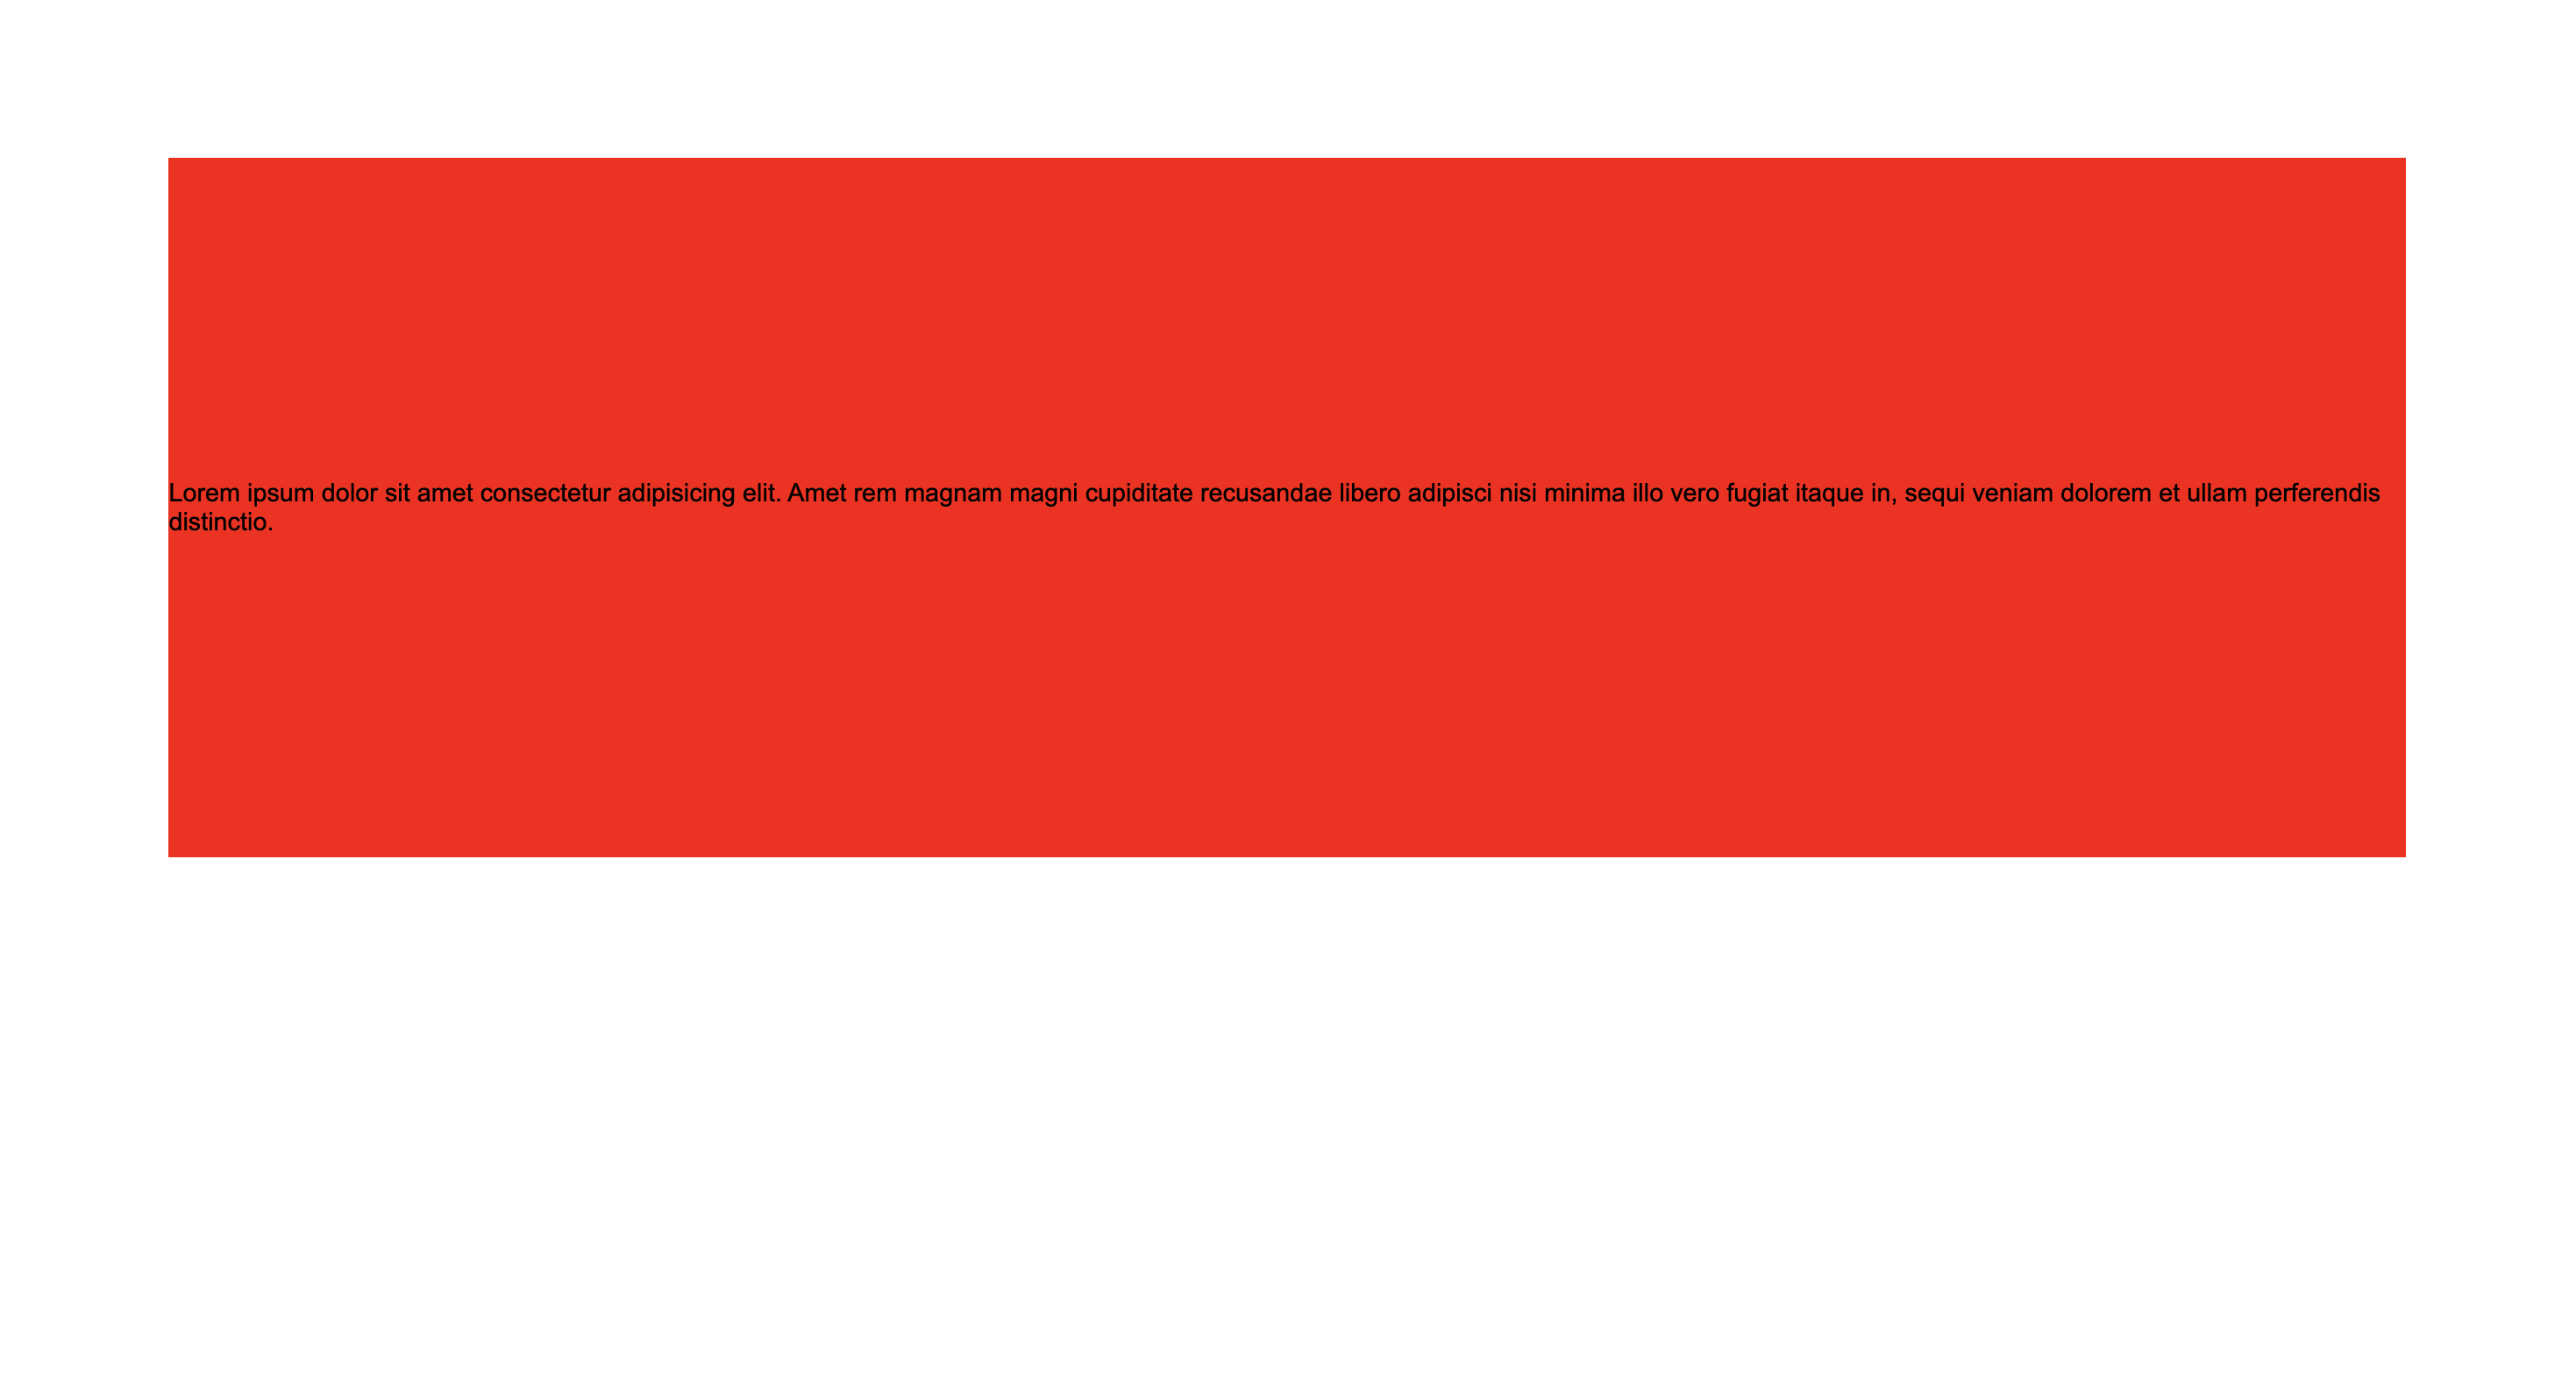 Lorem ipsum dolor sit amet consectetur adipisicing elit. Amet rem magnam magni cupiditate recusandae libero adipisci nisi minima illo vero fugiat itaque in, sequi veniam dolorem et ullam perferendis
distinctio.